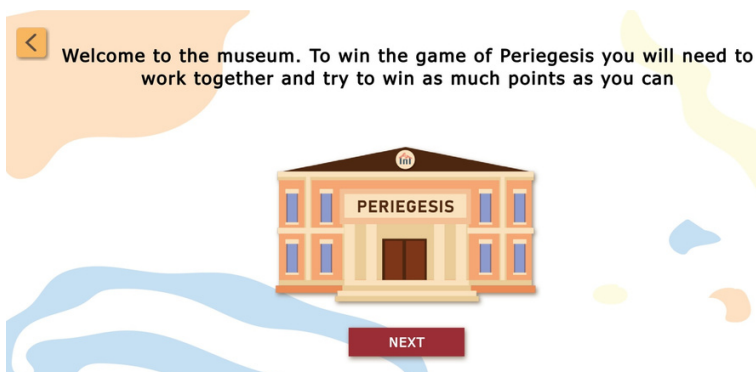 Welcome to the museum. To win the game of Periegesis you will need to
work together and try to win as much points as you can
PERIEGESIS
NEXT